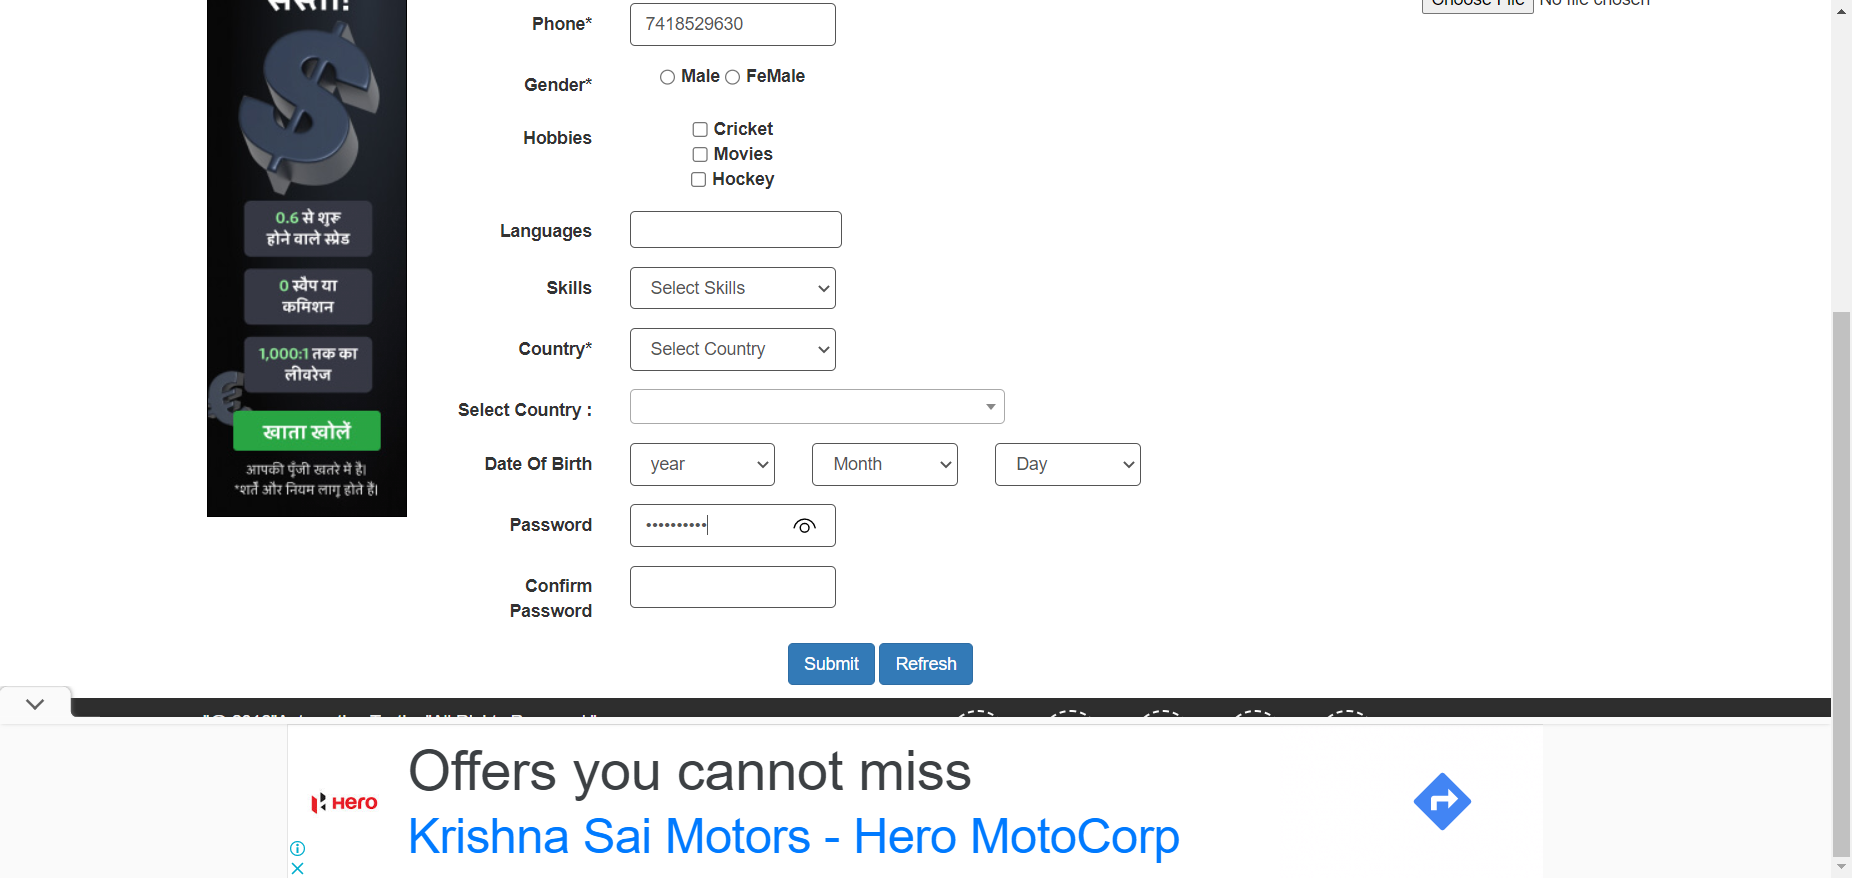 सस्ता!
0.6 से शुरू
होने वाले स्प्रेड
0 स्वैप या
कमिशन
1,000:1 तक का
लीवरेज
खाता खोलें
आपकी पूँजी खतरे में है।
*शर्तें और नियम लागू होते हैं।
Choose File No file chosen
Phone* 7418529630
Gender* Male FeMale
Hobbies Cricket
Movies
Hockey
Languages
Skills Select Skills
Country* Select Country
Select Country :
Date Of Birth year Month Day
Password ••••••••••
Confirm
Password
Submit Refresh
HERO
Offers you cannot miss
Krishna Sai Motors - Hero MotoCorp